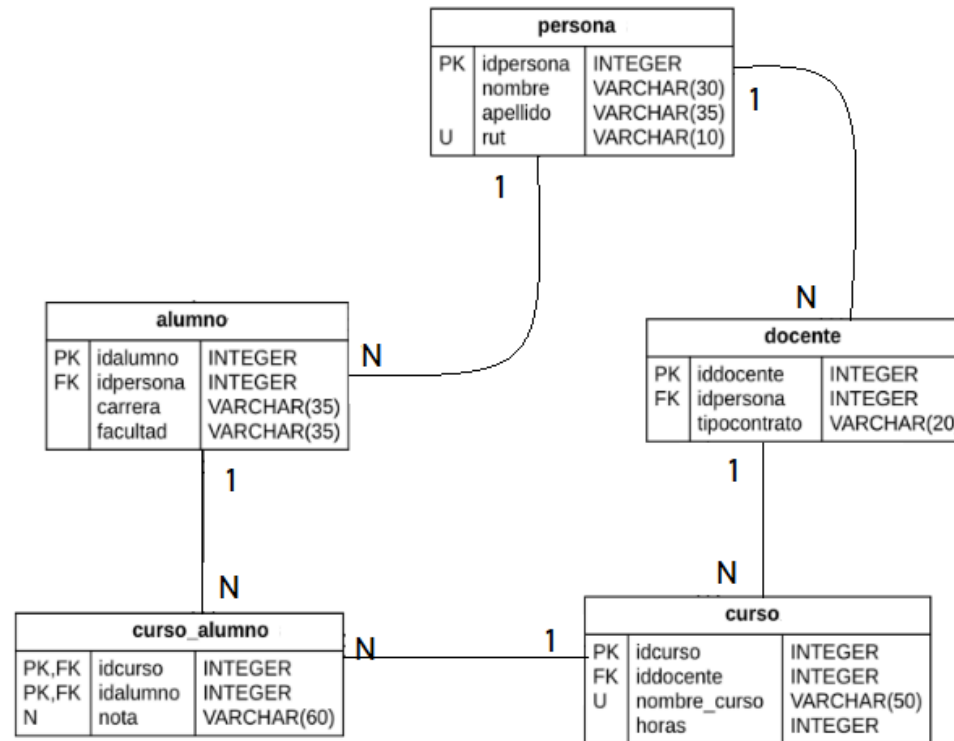 persona
PK idpersona INTEGER
nombre VARCHAR(30)
apellido VARCHAR(35)
U rut VARCHAR(10)
1
1
N
N
alumno
PK idalumno INTEGER
FK idpersona INTEGER
carrera VARCHAR(35)
facultad VARCHAR(35)
docente
PK iddocente INTEGER
FK idpersona INTEGER
tipocontrato VARCHAR(20
1
1
N
N
curso_alumno
PK,FK idcurso INTEGER
PK,FK idalumno INTEGER
N nota VARCHAR(60)
N
1
curso
PK idcurso INTEGER
FK iddocente INTEGER
U nombre_curso VARCHAR(50)
horas INTEGER